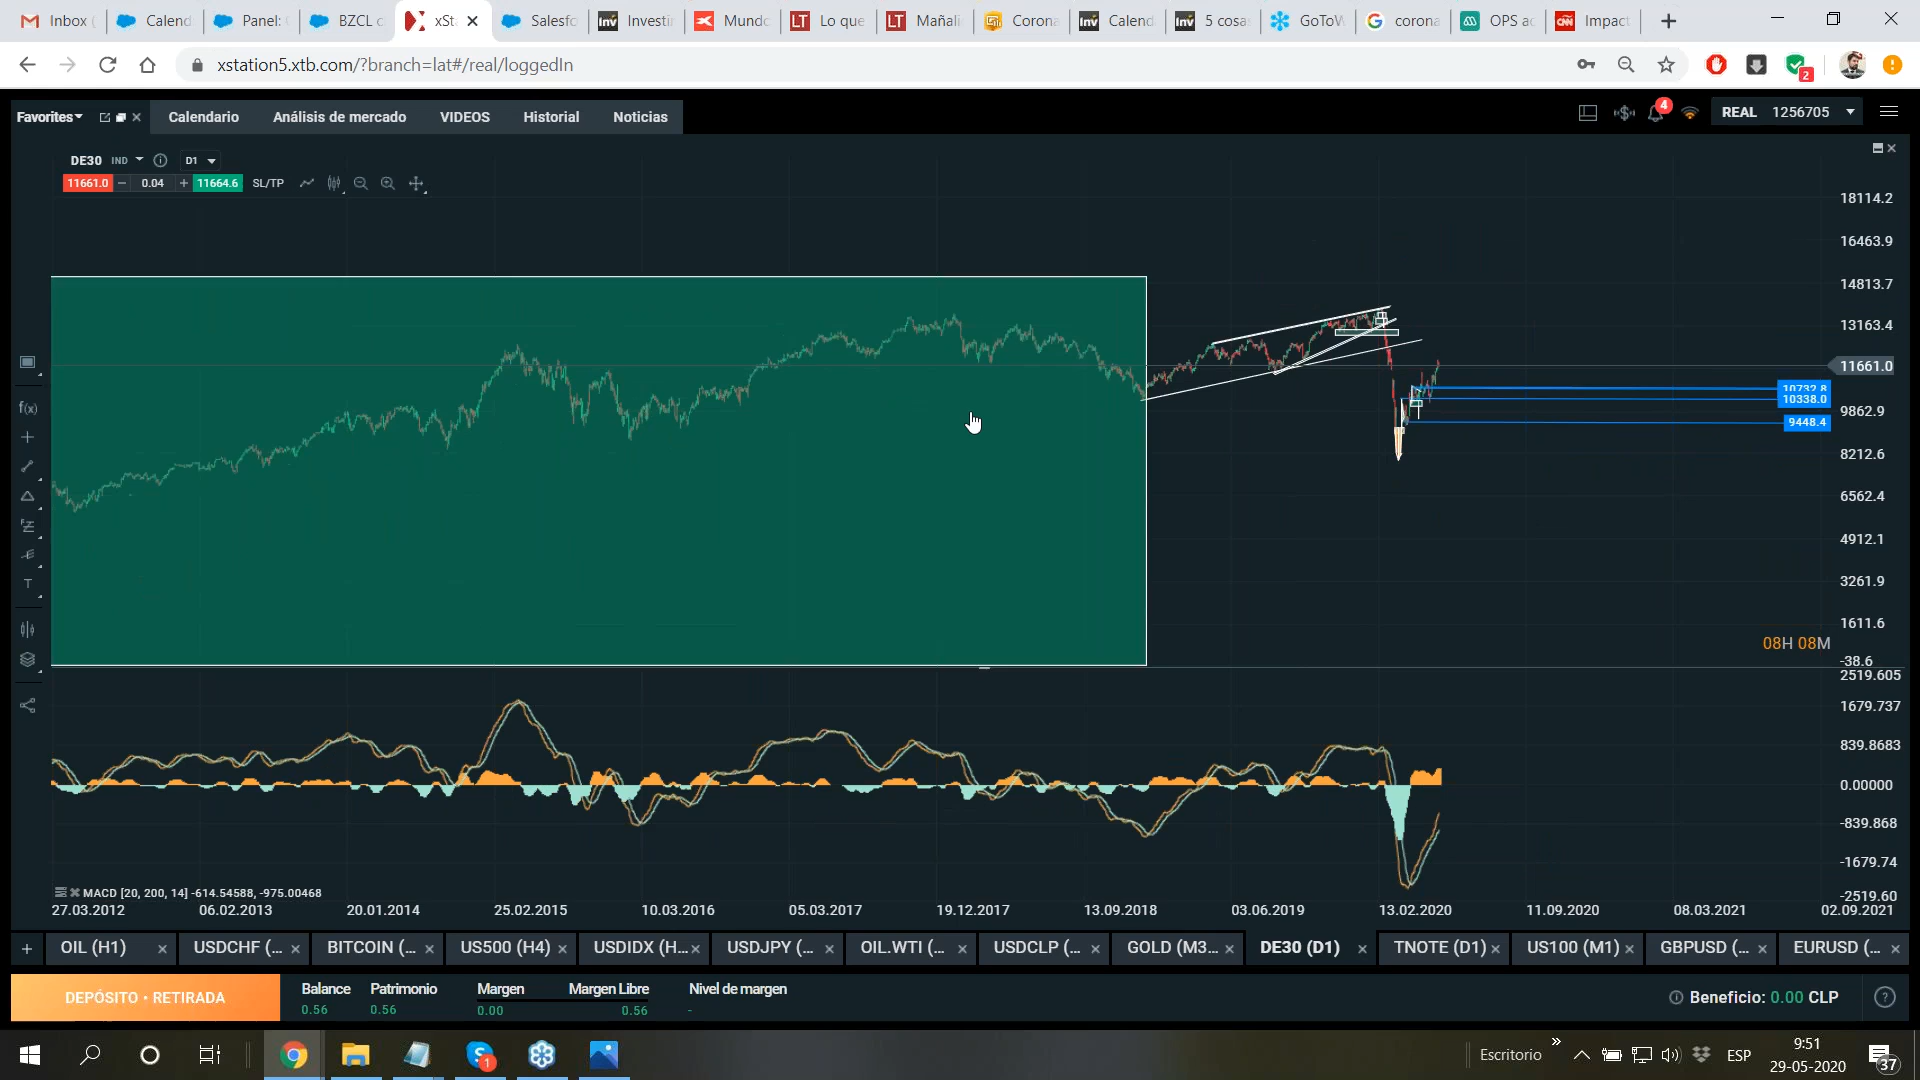 Inbox (
Calend
Panel:
BZCL c
xSt
Salesfo
Investi
Mundo
Lo que
Mañali
Corona
Calend
5 cosa
GoToW
corona
OPS ac
Impact
xstation5.xtb.com/?branch=lat#/real/loggedIn
2
Favorites
Calendario
Análisis de mercado
VIDEOS
Historial
Noticias
4
REAL 1256705
DE30 IND
D1
11661.0 − 0.04 + 11664.6 SL/TP
18114.2
16463.9
14813.7
13163.4
11661.0
10732.8
10338.0
9862.9
9448.4
8212.6
6562.4
4912.1
3261.9
1611.6
08H 08M
-38.6
2519.605
1679.737
839.8683
0.00000
-839.868
-1679.74
-2519.60
MACD [20, 200, 14] -614.54588, -975.00468
27.03.2012
06.02.2013
20.01.2014
25.02.2015
10.03.2016
05.03.2017
19.12.2017
13.09.2018
03.06.2019
13.02.2020
11.09.2020
08.03.2021
02.09.2021
+
OIL (H1)
USDCHF (...
BITCOIN (...
US500 (H4)
USDIDX (H...
USDJPY (...
OIL.WTI (...
USDCLP (...
GOLD (M3...
DE30 (D1)
TNOTE (D1)
US100 (M1)
GBPUSD (...
EURUSD (...
DEPÓSITO • RETIRADA
Balance
Patrimonio
Margen
Margen Libre
Nivel de margen
0.56
0.56
0.00
0.56
-
Beneficio: 0.00 CLP
Escritorio
ESP
9:51
29-05-2020
37
1